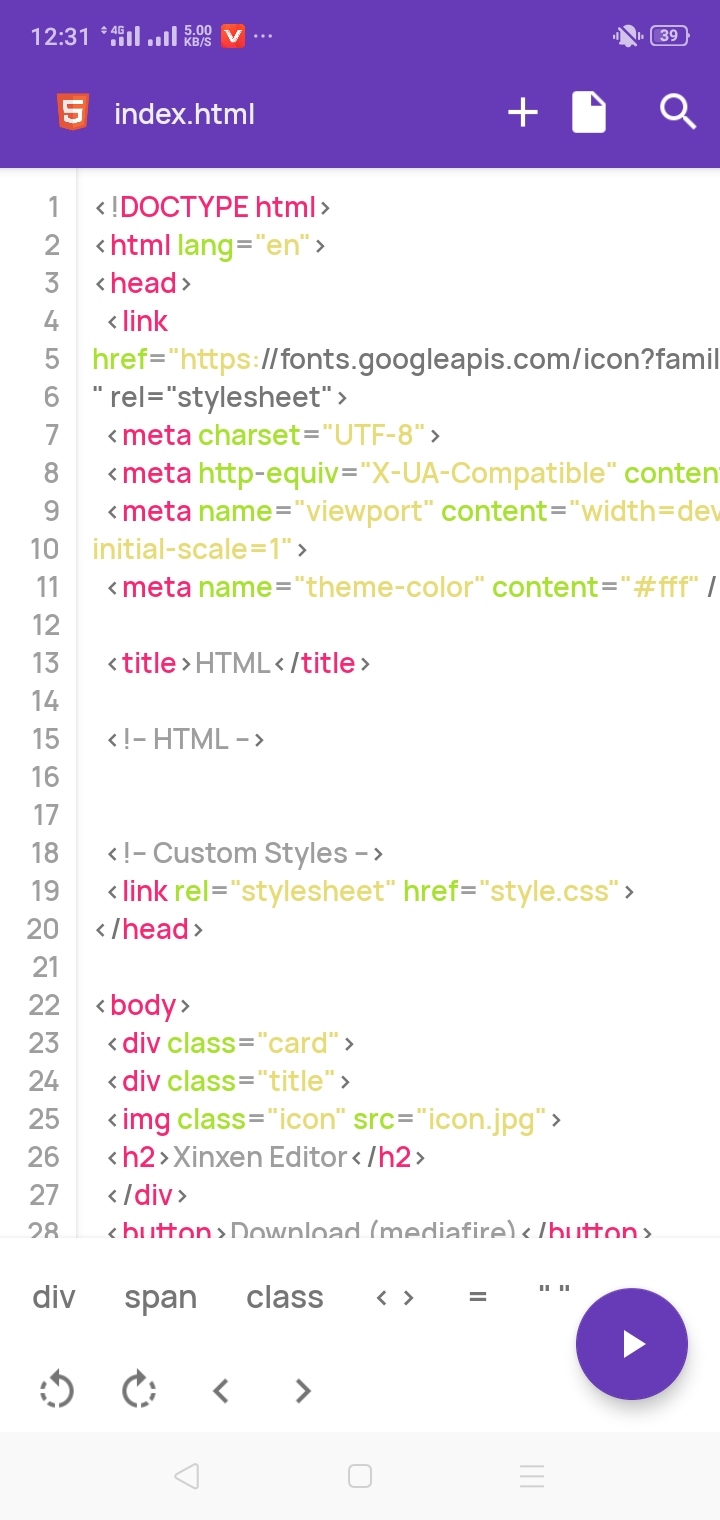 12:31 4G 5.00 KB/S 39
index.html
1 <!DOCTYPE html>
2 <html lang="en">
3 <head>
4 <link
5 href="https://fonts.googleapis.com/icon?famil
6 " rel="stylesheet">
7 <meta charset="UTF-8">
8 <meta http-equiv="X-UA-Compatible" conten
9 <meta name="viewport" content="width=dev
10 initial-scale=1">
11 <meta name="theme-color" content="#fff" /
12
13 <title>HTML</title>
14
15 <!-- HTML -->
16
17
18 <!-- Custom Styles -->
19 <link rel="stylesheet" href="style.css">
20 </head>
21
22 <body>
23 <div class="card">
24 <div class="title">
25 <img class="icon" src="icon.jpg">
26 <h2>Xinxen Editor</h2>
27 </div>
28 <button>Download (mediafire)</button>
div span class < > = " "